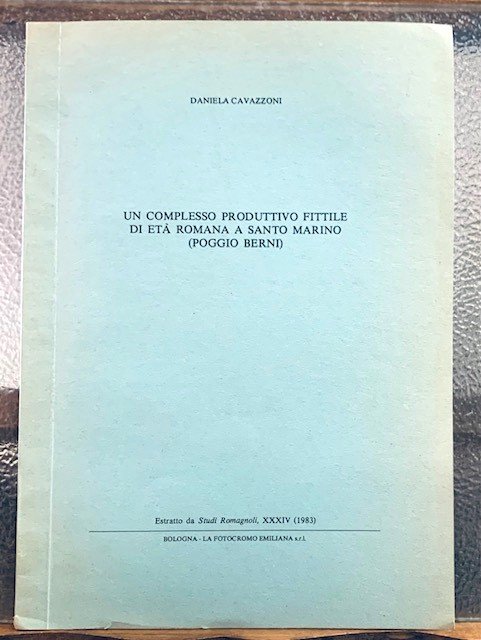 DANIELA CAVAZZONI
UN COMPLESSO PRODUTTIVO FITTILE
DI ETÀ ROMANA A SANTO MARINO
(POGGIO BERNI)
Estratto da Studi Romagnoli, XXXIV (1983)
BOLOGNA - LA FOTOCROMO EMILIANA s.r.l.